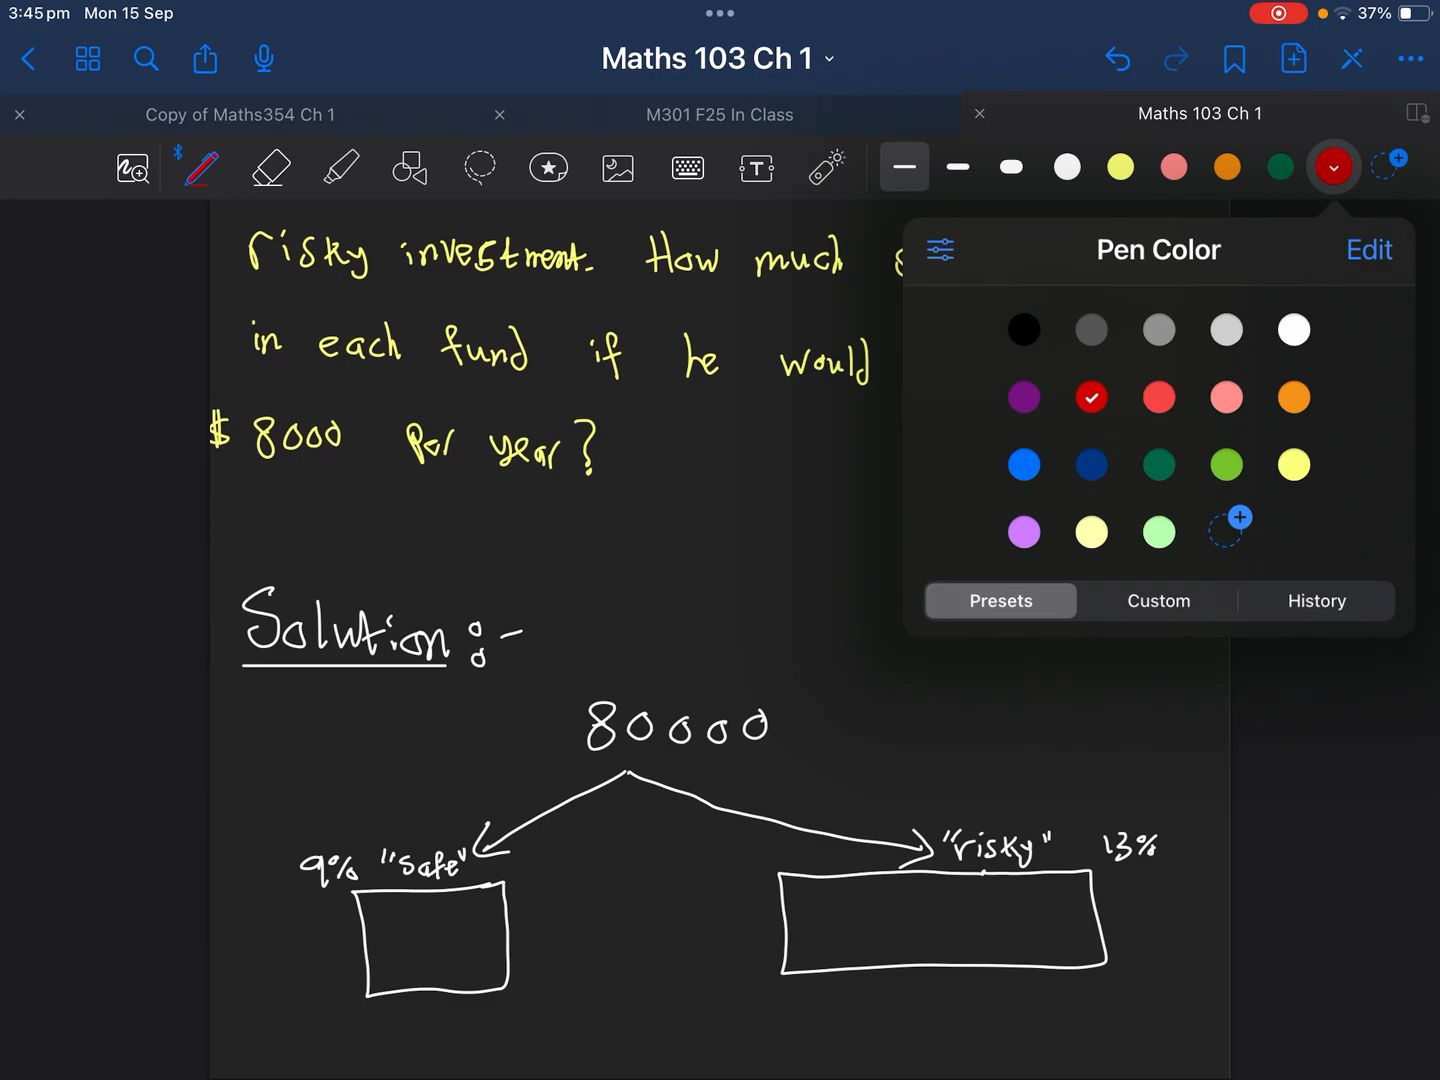 3:45 pm Mon 15 Sep
37%
Maths 103 Ch 1
Copy of Maths354 Ch 1
M301 F25 In Class
Maths 103 Ch 1
T
Pen Color
Edit
Presets
Custom
History
risky investment. How much
in each fund if he would
$ 8000 Per year?
Solution :-
80000
9% "safe"
"risky" 13%